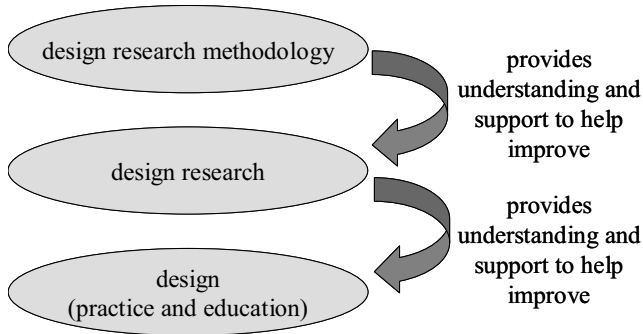 design research methodology
provides
understanding and
support to help
improve
design research
provides
understanding and
support to help
improve
design
(practice and education)